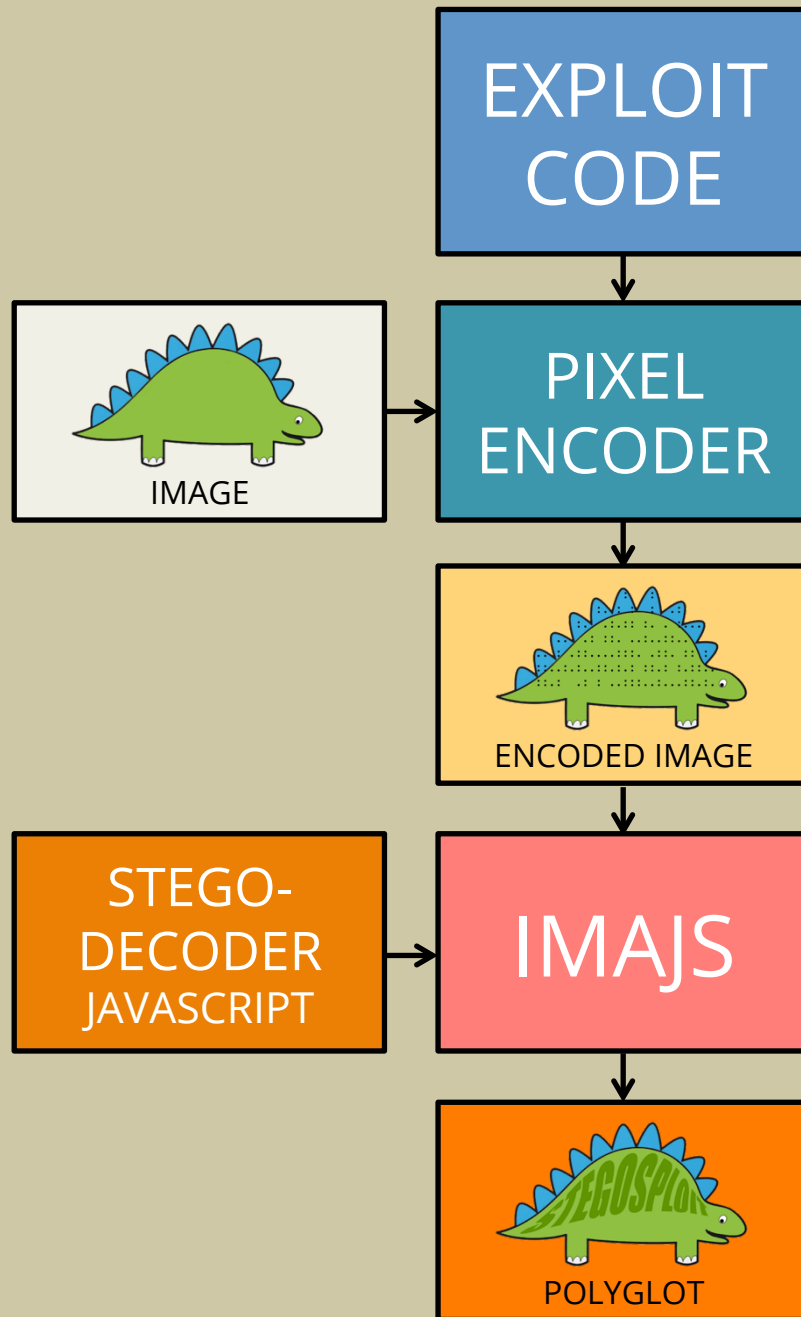 EXPLOIT
CODE
IMAGE
PIXEL
ENCODER
ENCODED IMAGE
STEGO-
DECODER
JAVASCRIPT
IMAJS
STEGOSPLOIT
POLYGLOT